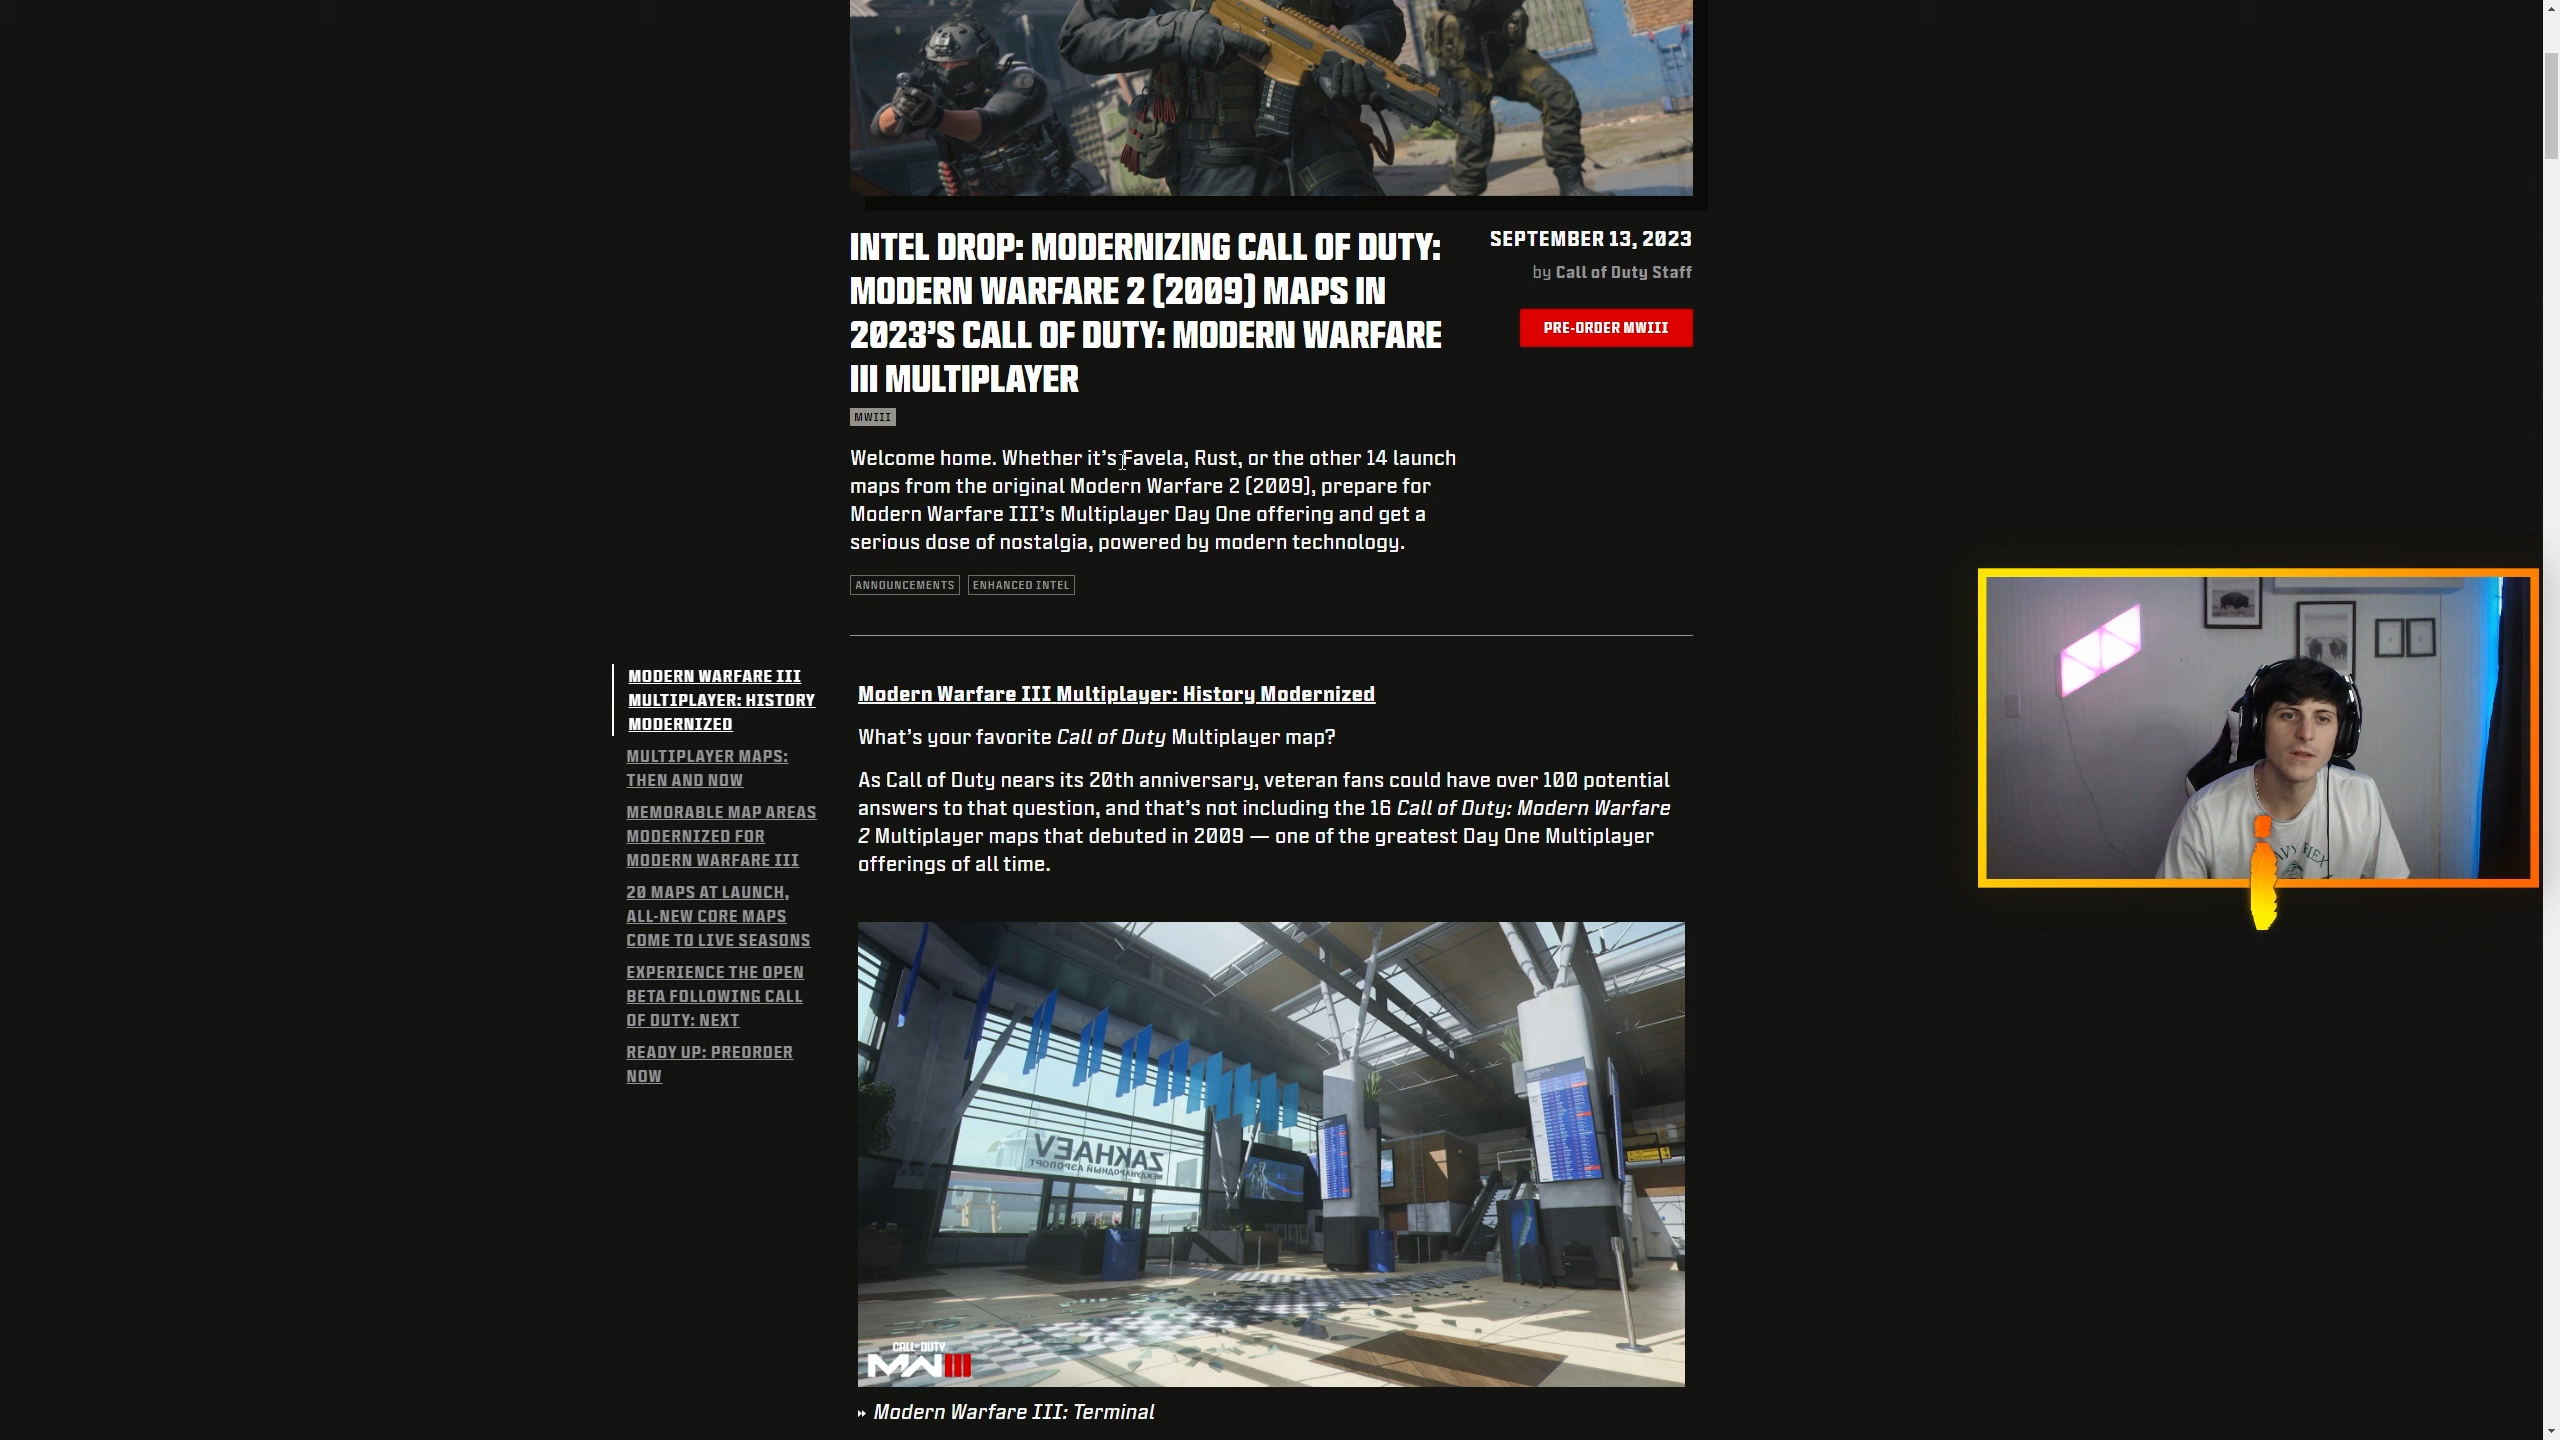 INTEL DROP: MODERNIZING CALL OF DUTY:
MODERN WARFARE 2 (2009) MAPS IN
2023'S CALL OF DUTY: MODERN WARFARE
III MULTIPLAYER
SEPTEMBER 13, 2023
by Call of Duty Staff
PRE-ORDER MWIII
MWIII
Welcome home. Whether it's Favela, Rust, or the other 14 launch
maps from the original Modern Warfare 2 (2009), prepare for
Modern Warfare III's Multiplayer Day One offering and get a
serious dose of nostalgia, powered by modern technology.
ANNOUNCEMENTS
ENHANCED INTEL
MODERN WARFARE III
MULTIPLAYER: HISTORY
MODERNIZED
MULTIPLAYER MAPS:
THEN AND NOW
MEMORABLE MAP AREAS
MODERNIZED FOR
MODERN WARFARE III
20 MAPS AT LAUNCH,
ALL-NEW CORE MAPS
COME TO LIVE SEASONS
EXPERIENCE THE OPEN
BETA FOLLOWING CALL
OF DUTY: NEXT
READY UP: PREORDER
NOW
Modern Warfare III Multiplayer: History Modernized
What's your favorite Call of Duty Multiplayer map?
As Call of Duty nears its 20th anniversary, veteran fans could have over 100 potential
answers to that question, and that's not including the 16 Call of Duty: Modern Warfare
2 Multiplayer maps that debuted in 2009 — one of the greatest Day One Multiplayer
offerings of all time.
ZAKHAEV
МЕЖДУНАРОДНЫЙ АЭРОПОРТ
CALL OF DUTY
MWIII
Modern Warfare III: Terminal